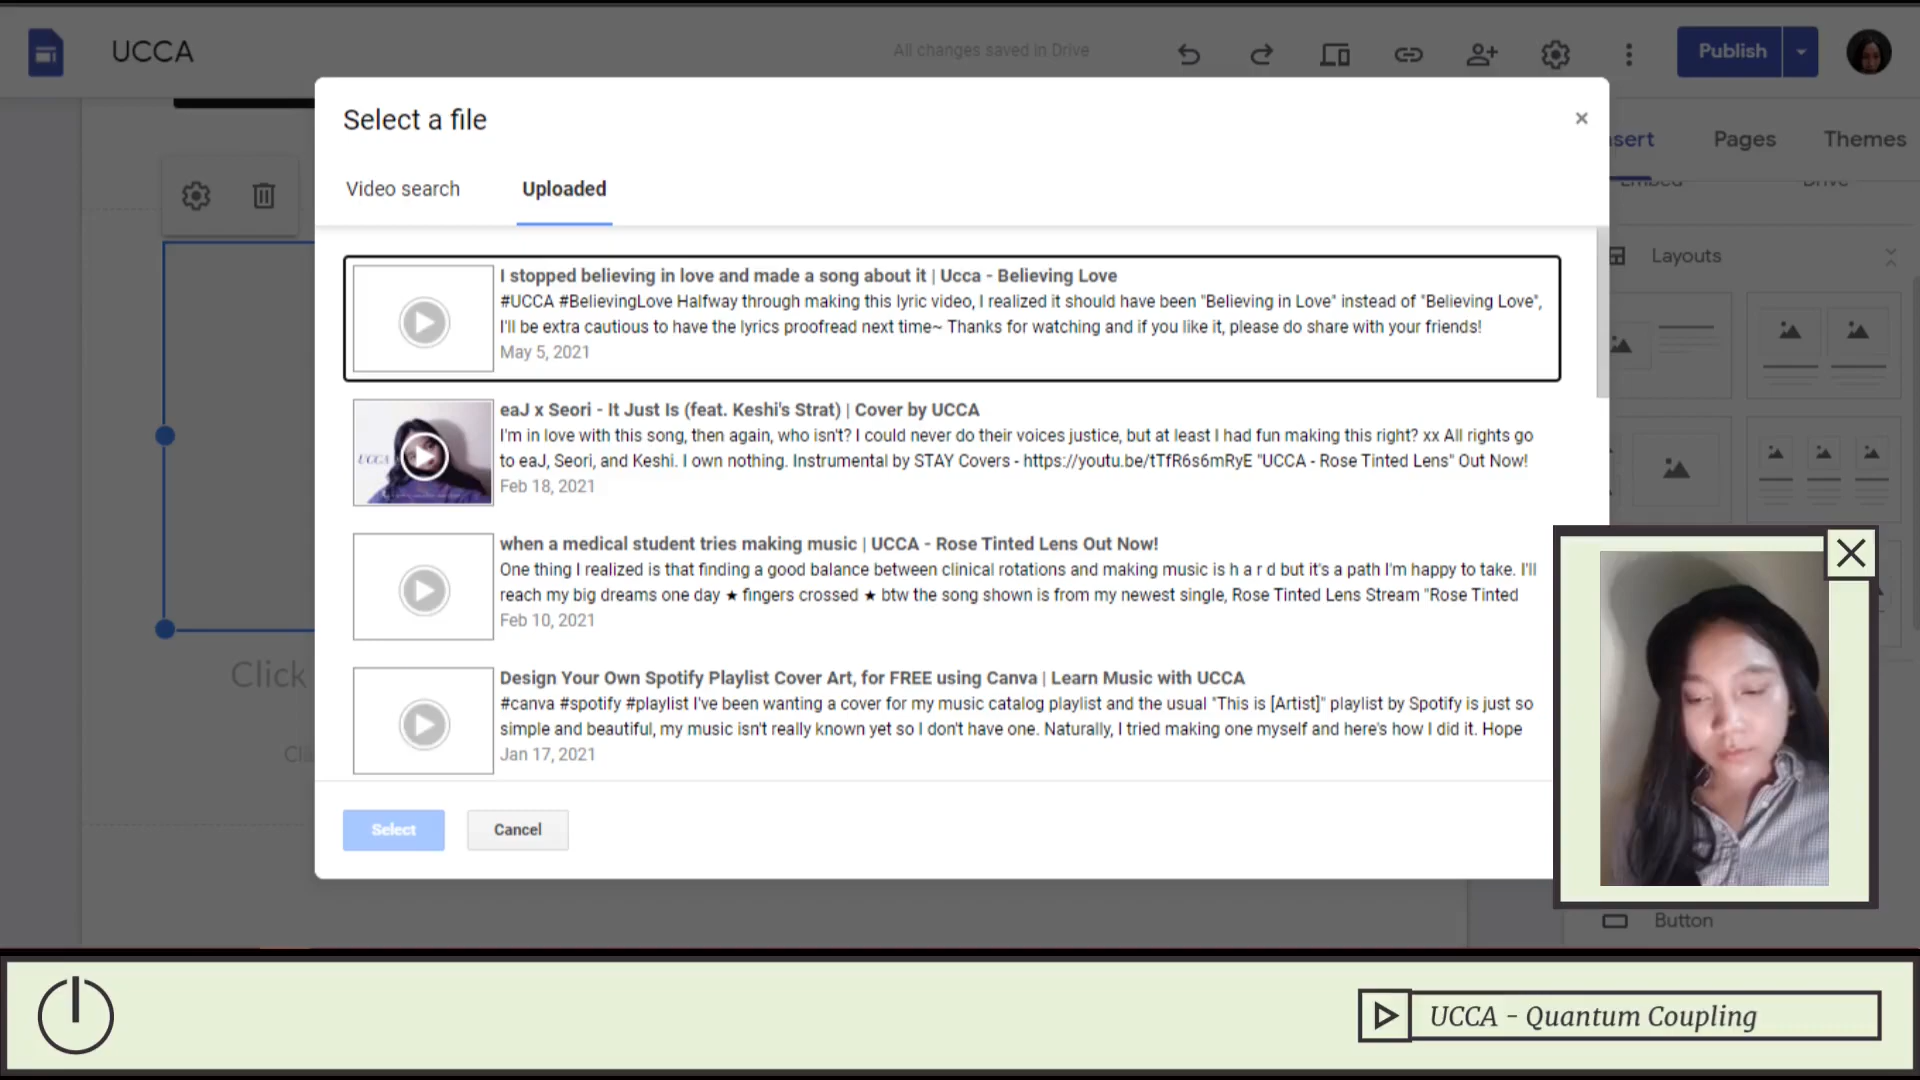 UCCA
All changes saved in Drive
Publish
Select a file
Insert
Pages
Themes
Video search
Uploaded
Embed
Drive
Layouts
I stopped believing in love and made a song about it | Ucca - Believing Love
#UCCA #BelievingLove Halfway through making this lyric video, I realized it should have been "Believing in Love" instead of "Believing Love",
I'll be extra cautious to have the lyrics proofread next time~ Thanks for watching and if you like it, please do share with your friends!
May 5, 2021
eaJ x Seori - It Just Is (feat. Keshi's Strat) | Cover by UCCA
I'm in love with this song, then again, who isn't? I could never do their voices justice, but at least I had fun making this right? xx All rights go
to eaJ, Seori, and Keshi. I own nothing. Instrumental by STAY Covers - https://youtu.be/tTfR6s6mRyE "UCCA - Rose Tinted Lens" Out Now!
Feb 18, 2021
UCCA
when a medical student tries making music | UCCA - Rose Tinted Lens Out Now!
One thing I realized is that finding a good balance between clinical rotations and making music is h a r d but it's a path I'm happy to take. I'll
reach my big dreams one day ★ fingers crossed ★ btw the song shown is from my newest single, Rose Tinted Lens Stream "Rose Tinted
Feb 10, 2021
Click
Design Your Own Spotify Playlist Cover Art, for FREE using Canva | Learn Music with UCCA
#canva #spotify #playlist I've been wanting a cover for my music catalog playlist and the usual "This is [Artist]" playlist by Spotify is just so
simple and beautiful, my music isn't really known yet so I don't have one. Naturally, I tried making one myself and here's how I did it. Hope
Jan 17, 2021
Select
Cancel
Button
UCCA - Quantum Coupling